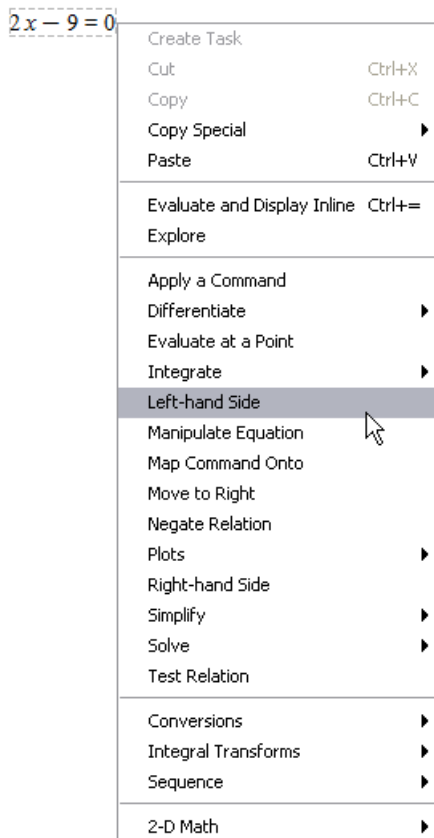 2 x − 9 = 0
Create Task
Cut Ctrl+X
Copy Ctrl+C
Copy Special
Paste Ctrl+V
Evaluate and Display Inline Ctrl+=
Explore
Apply a Command
Differentiate
Evaluate at a Point
Integrate
Left-hand Side
Manipulate Equation
Map Command Onto
Move to Right
Negate Relation
Plots
Right-hand Side
Simplify
Solve
Test Relation
Conversions
Integral Transforms
Sequence
2-D Math